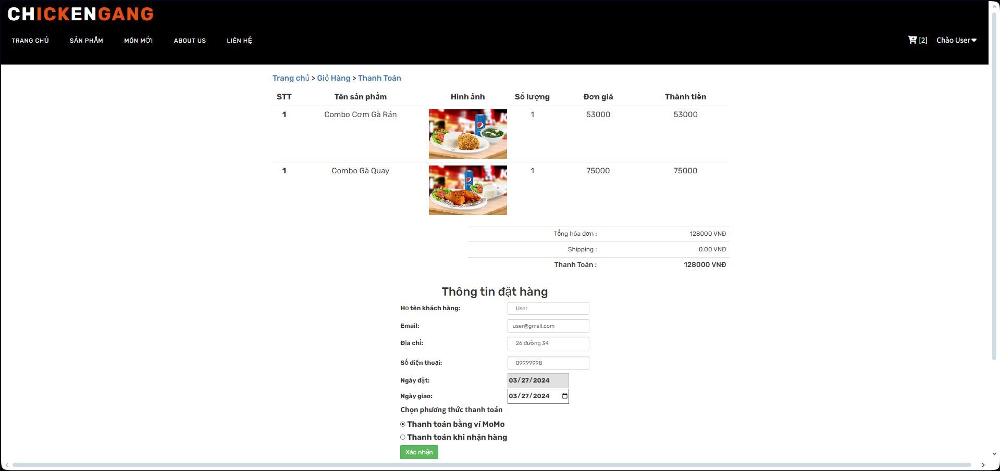 CHICKENGANG
TRANG CHỦ SẢN PHẨM MÓN MỚI ABOUT US LIÊN HỆ [2] Chào User
Trang chủ > Giỏ Hàng > Thanh Toán
STT Tên sản phẩm Hình ảnh Số lượng Đơn giá Thành tiền
1 Combo Cơm Gà Rán 1 53000 53000
1 Combo Gà Quay 1 75000 75000
Tổng hóa đơn : 128000 VNĐ
Shipping : 0.00 VNĐ
Thanh Toán : 128000 VNĐ
Thông tin đặt hàng
Họ tên khách hàng: User
Email: user@gmail.com
Địa chỉ: 26 đường 34
Số điện thoại: 09999998
Ngày đặt: 03/27/2024
Ngày giao: 03/27/2024
Chọn phương thức thanh toán
Thanh toán bằng ví MoMo
Thanh toán khi nhận hàng
Xác nhận